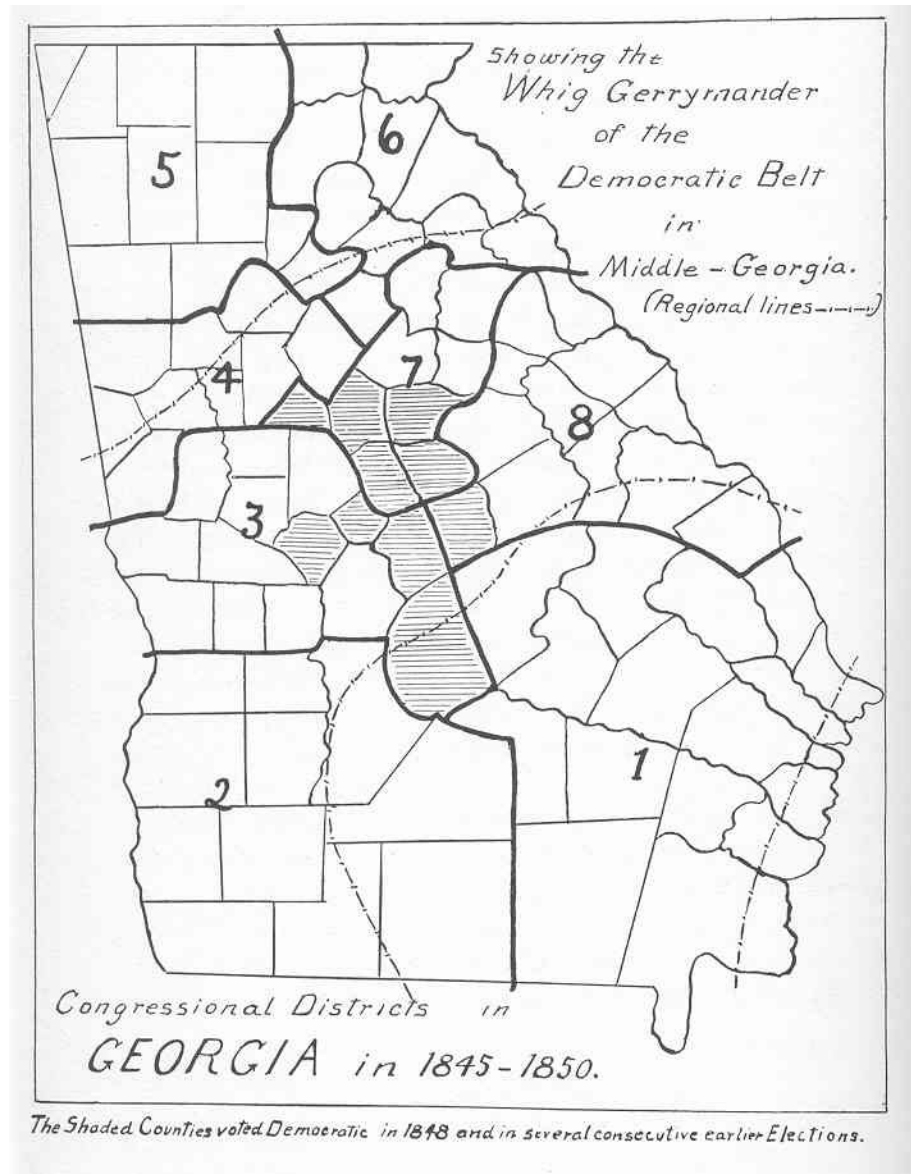 Showing the
Whig Gerrymander
of the
Democratic Belt
in
Middle - Georgia.
(Regional lines -·-·-·-)
6
5
7
4
8
3
1
2
Congressional Districts in
GEORGIA in 1845-1850.
The Shaded Counties voted Democratic in 1848 and in several consecutive earlier Elections.